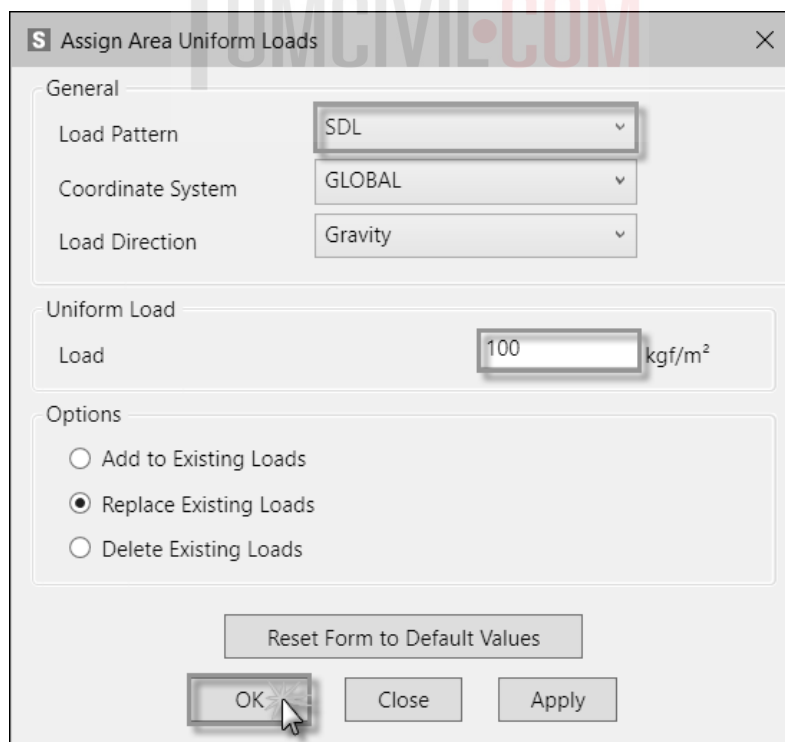 TUMCIVIL•COM
S Assign Area Uniform Loads
General
Load Pattern SDL
Coordinate System GLOBAL
Load Direction Gravity
Uniform Load
Load 100 kgf/m²
Options
Add to Existing Loads
Replace Existing Loads
Delete Existing Loads
Reset Form to Default Values
OK Close Apply